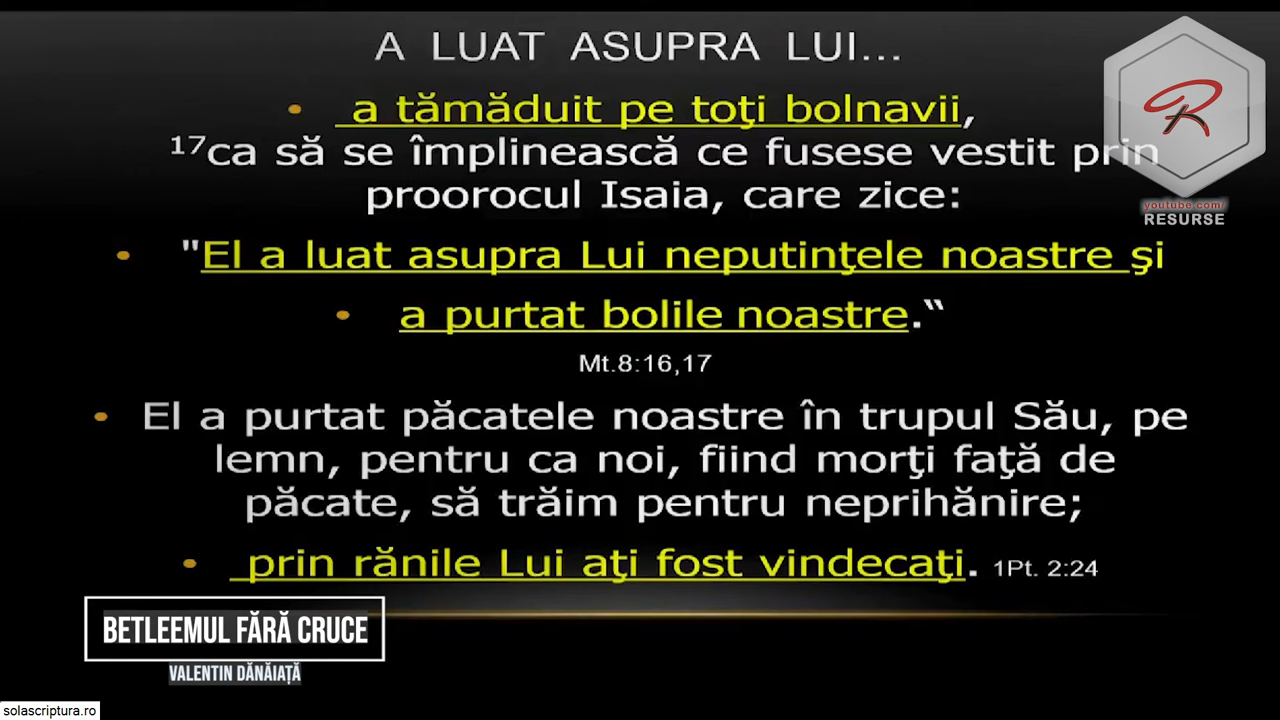 A LUAT ASUPRA LUI...
• a tămăduit pe toţi bolnavii,
17ca să se împlinească ce fusese vestit prin
proorocul Isaia, care zice:
• "El a luat asupra Lui neputinţele noastre şi
• a purtat bolile noastre.“
Mt.8:16,17
• El a purtat păcatele noastre în trupul Său, pe
lemn, pentru ca noi, fiind morţi faţă de
păcate, să trăim pentru neprihănire;
• prin rănile Lui aţi fost vindecaţi. 1Pt. 2:24
R
youtube.com/
RESURSE
BETLEEMUL FĂRĂ CRUCE
VALENTIN DĂNĂIAȚĂ
solascriptura.ro